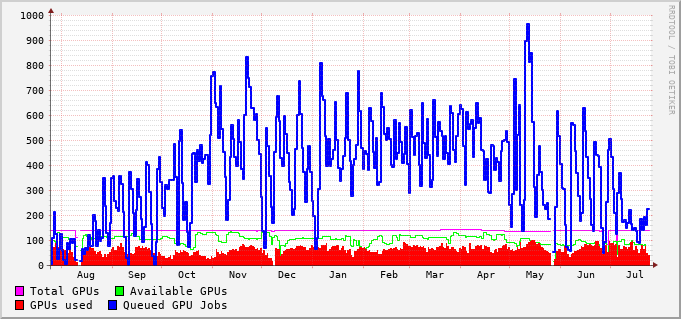 1000
900
800
700
600
500
400
300
200
100
0
Aug Sep Oct Nov Dec Jan Feb Mar Apr May Jun Jul
RRDTOOL / TOBI OETIKER
Total GPUs Available GPUs
GPUs used Queued GPU Jobs